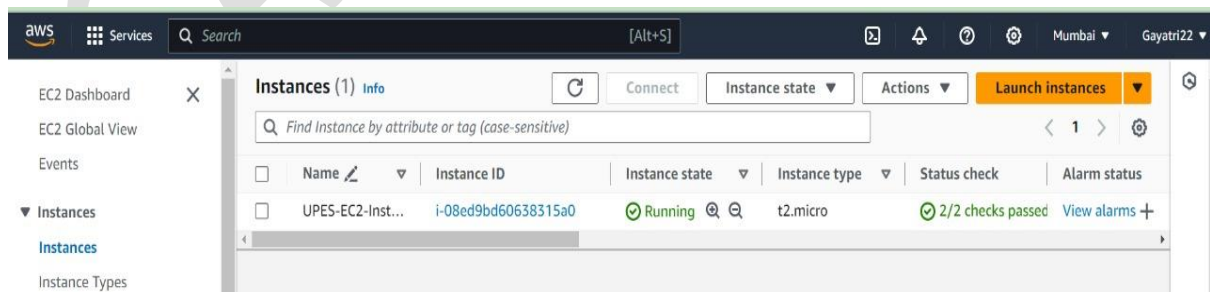 aws Services Search [Alt+S] Mumbai ▼ Gayatri22 ▼
EC2 Dashboard
EC2 Global View
Events
▼ Instances
Instances
Instance Types
Instances (1) Info Connect Instance state ▼ Actions ▼ Launch instances ▼
Find Instance by attribute or tag (case-sensitive) < 1 >
Name Instance ID Instance state Instance type Status check Alarm status
UPES-EC2-Inst... i-08ed9bd60638315a0 Running t2.micro 2/2 checks passed View alarms +